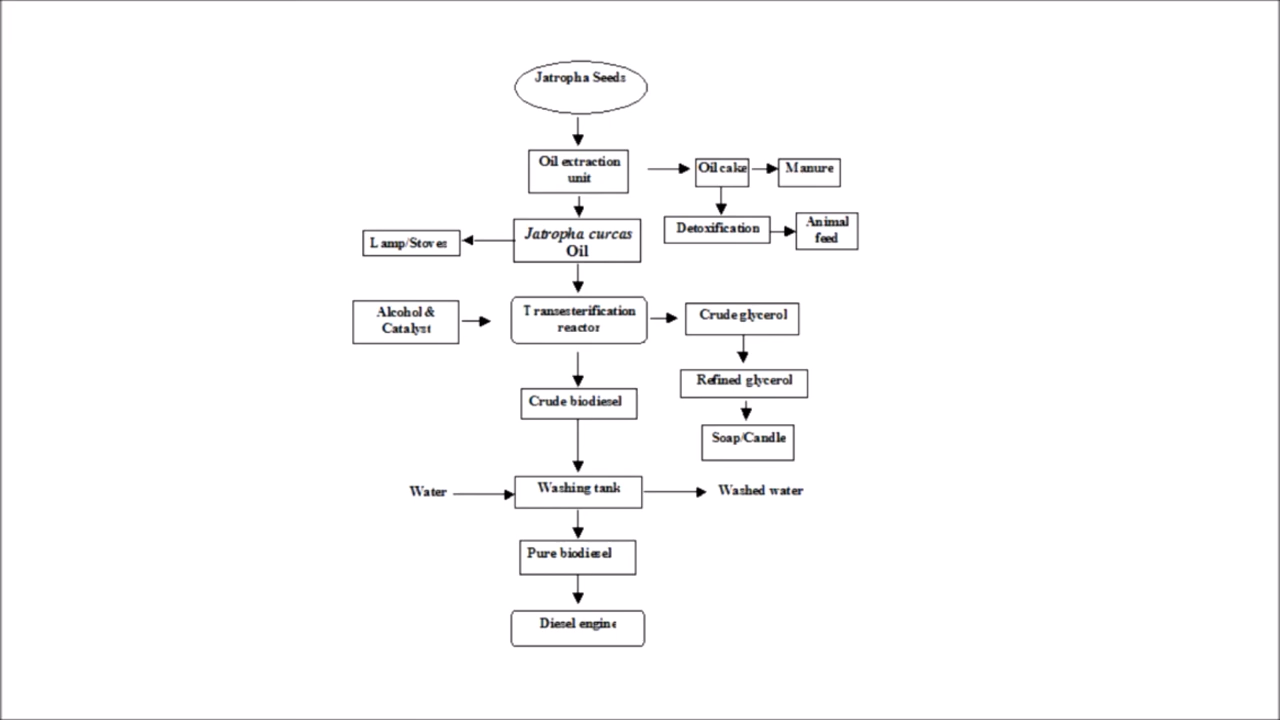 Jatropha Seeds
Oil extraction
unit
Oil cake
Manure
Jatropha curcas
Oil
Lamp/Stoves
Detoxification
Animal
feed
Alcohol &
Catalyst
Transesterification
reactor
Crude glycerol
Refined glycerol
Crude biodiesel
Soap/Candle
Water
Washing tank
Washed water
Pure biodiesel
Diesel engine